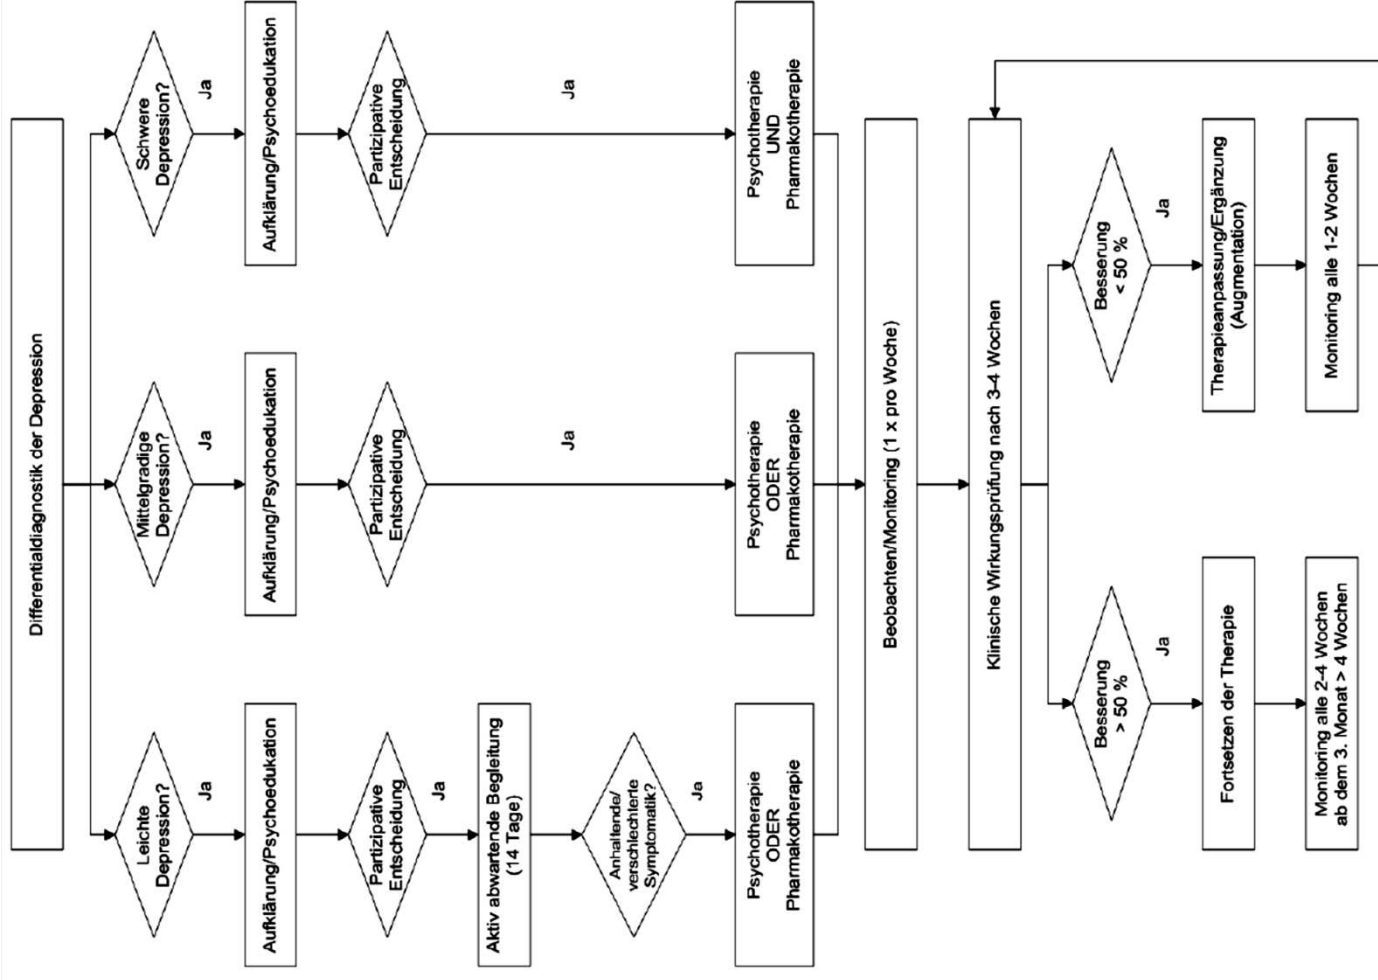 Differentialdiagnostik der Depression
Leichte
Depression?
Mittelgradige
Depression?
Schwere
Depression?
Ja
Ja
Ja
Aufklärung/Psychoedukation
Aufklärung/Psychoedukation
Aufklärung/Psychoedukation
Partizipative
Entscheidung
Partizipative
Entscheidung
Partizipative
Entscheidung
Ja
Ja
Ja
Aktiv abwartende Begleitung
(14 Tage)
Anhaltende/
verschlechterte
Symptomatik?
Ja
Psychotherapie
ODER
Pharmakotherapie
Psychotherapie
ODER
Pharmakotherapie
Psychotherapie
UND
Pharmakotherapie
Beobachten/Monitoring (1 x pro Woche)
Klinische Wirkungsprüfung nach 3-4 Wochen
Besserung
> 50 %
Besserung
< 50 %
Ja
Ja
Fortsetzen der Therapie
Therapieanpassung/Ergänzung
(Augmentation)
Monitoring alle 2-4 Wochen
ab dem 3. Monat > 4 Wochen
Monitoring alle 1-2 Wochen